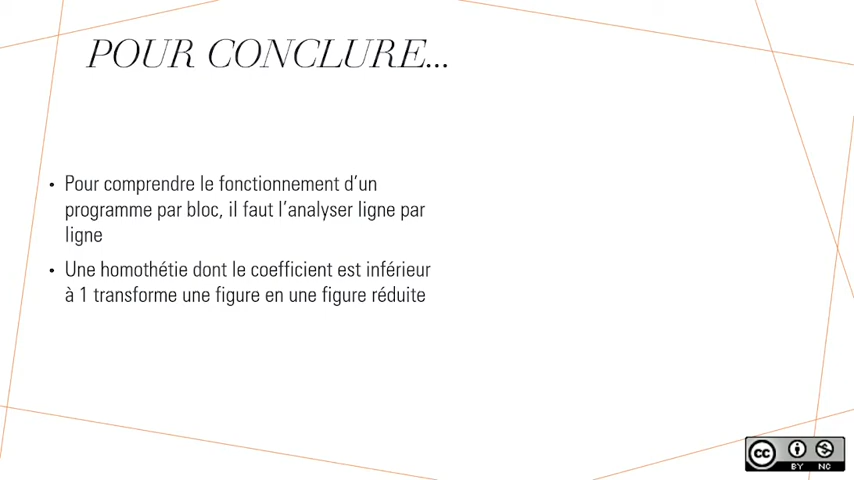 POUR CONCLURE...
• Pour comprendre le fonctionnement d'un
programme par bloc, il faut l'analyser ligne par
ligne
• Une homothétie dont le coefficient est inférieur
à 1 transforme une figure en une figure réduite
cc
BY NC